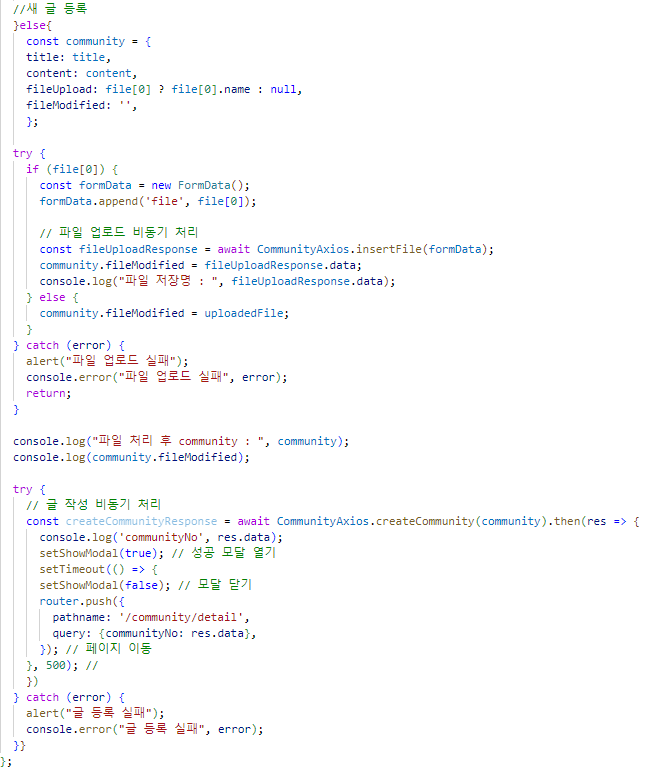 //새 글 등록
}else{
const community = {
title: title,
content: content,
fileUpload: file[0] ? file[0].name : null,
fileModified: '',
};
try {
if (file[0]) {
const formData = new FormData();
formData.append('file', file[0]);
// 파일 업로드 비동기 처리
const fileUploadResponse = await CommunityAxios.insertFile(formData);
community.fileModified = fileUploadResponse.data;
console.log("파일 저장명 : ", fileUploadResponse.data);
} else {
community.fileModified = uploadedFile;
}
} catch (error) {
alert("파일 업로드 실패");
console.error("파일 업로드 실패", error);
return;
}
console.log("파일 처리 후 community : ", community);
console.log(community.fileModified);
try {
// 글 작성 비동기 처리
const createCommunityResponse = await CommunityAxios.createCommunity(community).then(res => {
console.log('communityNo', res.data);
setShowModal(true); // 성공 모달 열기
setTimeout(() => {
setShowModal(false); // 모달 닫기
router.push({
pathname: '/community/detail',
query: {communityNo: res.data},
}); // 페이지 이동
}, 500); //
})
} catch (error) {
alert("글 등록 실패");
console.error("글 등록 실패", error);
}}
};